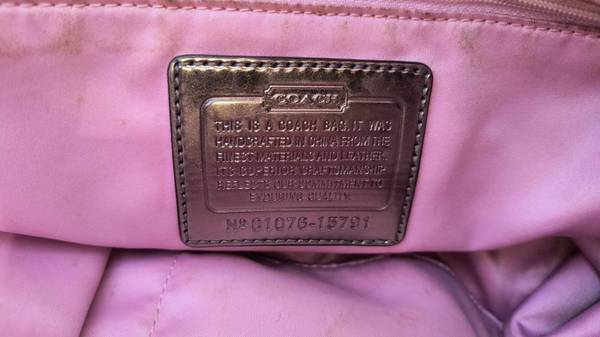 COACH
THIS IS A COACH BAG. IT WAS
HANDCRAFTED IN CHINA FROM THE
FINEST MATERIALS AND LEATHER.
ITS SUPERIOR CRAFTSMANSHIP
REFLECTS OUR COMMITMENT TO
ENDURING QUALITY.
Nº C1076-15791